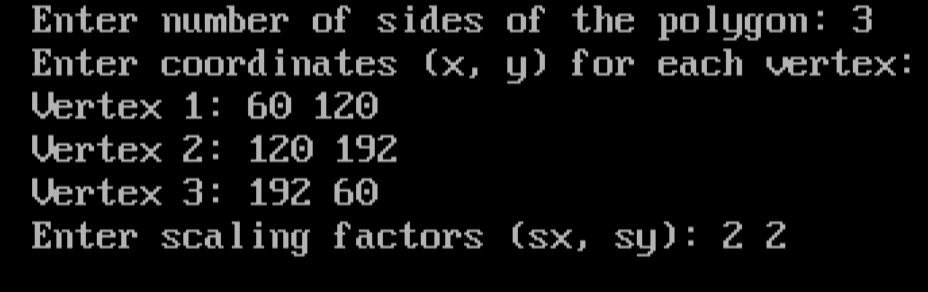 Enter number of sides of the polygon: 3
Enter coordinates (x, y) for each vertex:
Vertex 1: 60 120
Vertex 2: 120 192
Vertex 3: 192 60
Enter scaling factors (sx, sy): 2 2